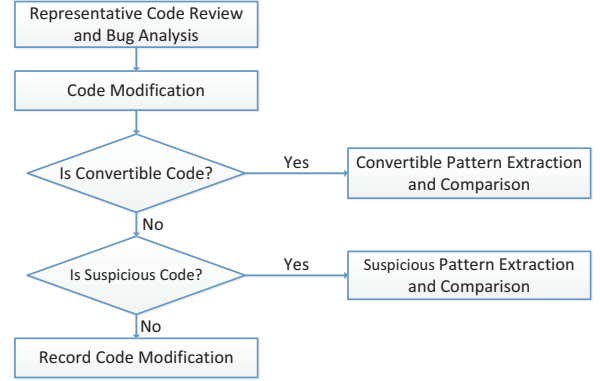 Representative Code Review
and Bug Analysis
Code Modification
Is Convertible Code?
Yes
Convertible Pattern Extraction
and Comparison
No
Is Suspicious Code?
Yes
Suspicious Pattern Extraction
and Comparison
No
Record Code Modification